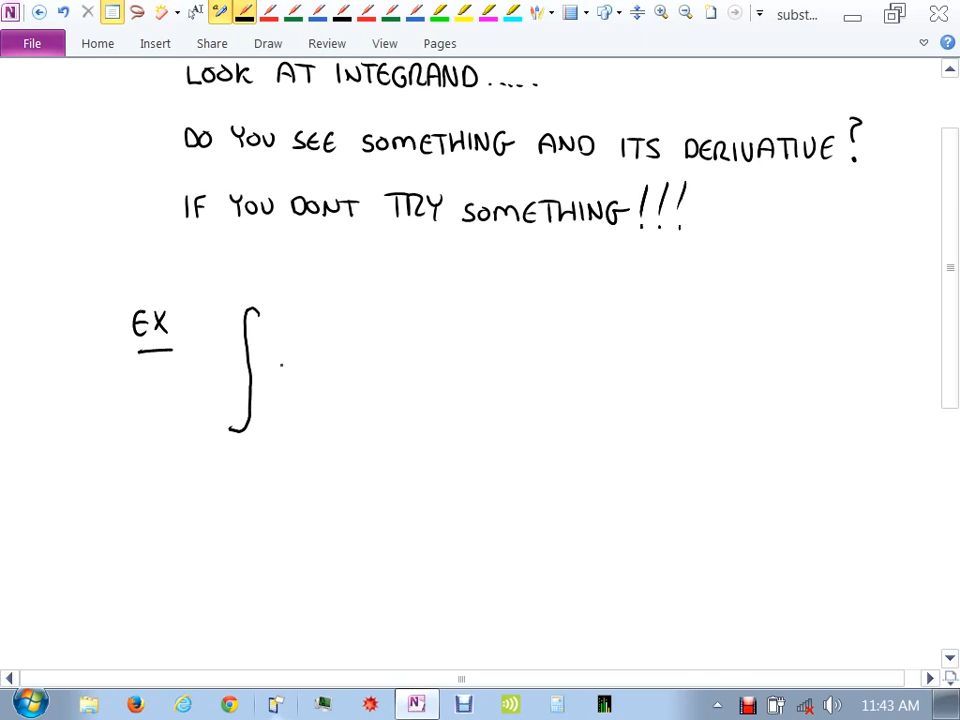 subst...
File Home Insert Share Draw Review View Pages
LOOK AT INTEGRAND.....
DO YOU SEE SOMETHING AND ITS DERIVATIVE?
IF YOU DONT TRY SOMETHING!!!
EX ∫
11:43 AM